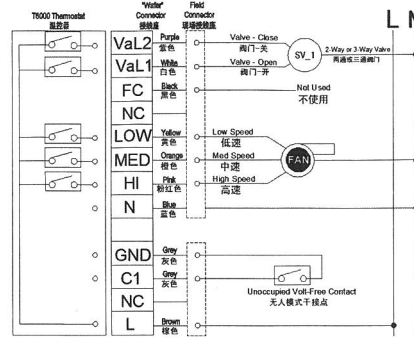 T6000 Thermostat
温控器
"Wafer"
Connector
接线座
Field
Connector
现场接线座
L N
VaL2 Purple 紫色 Valve - Close
阀门-关
SV_1
2-Way or 3-Way Valve
两通或三通阀门
VaL1 White 白色 Valve - Open
阀门-开
FC Black 黑色 Not Used
不使用
NC
LOW Yellow 黄色 Low Speed
低速
MED Orange 橙色 Med Speed
中速
FAN
HI Pink 粉红色 High Speed
高速
N Blue 蓝色
GND Grey 灰色
C1 Grey 灰色
Unoccupied Volt-Free Contact
无人模式干接点
NC
L Brown 棕色